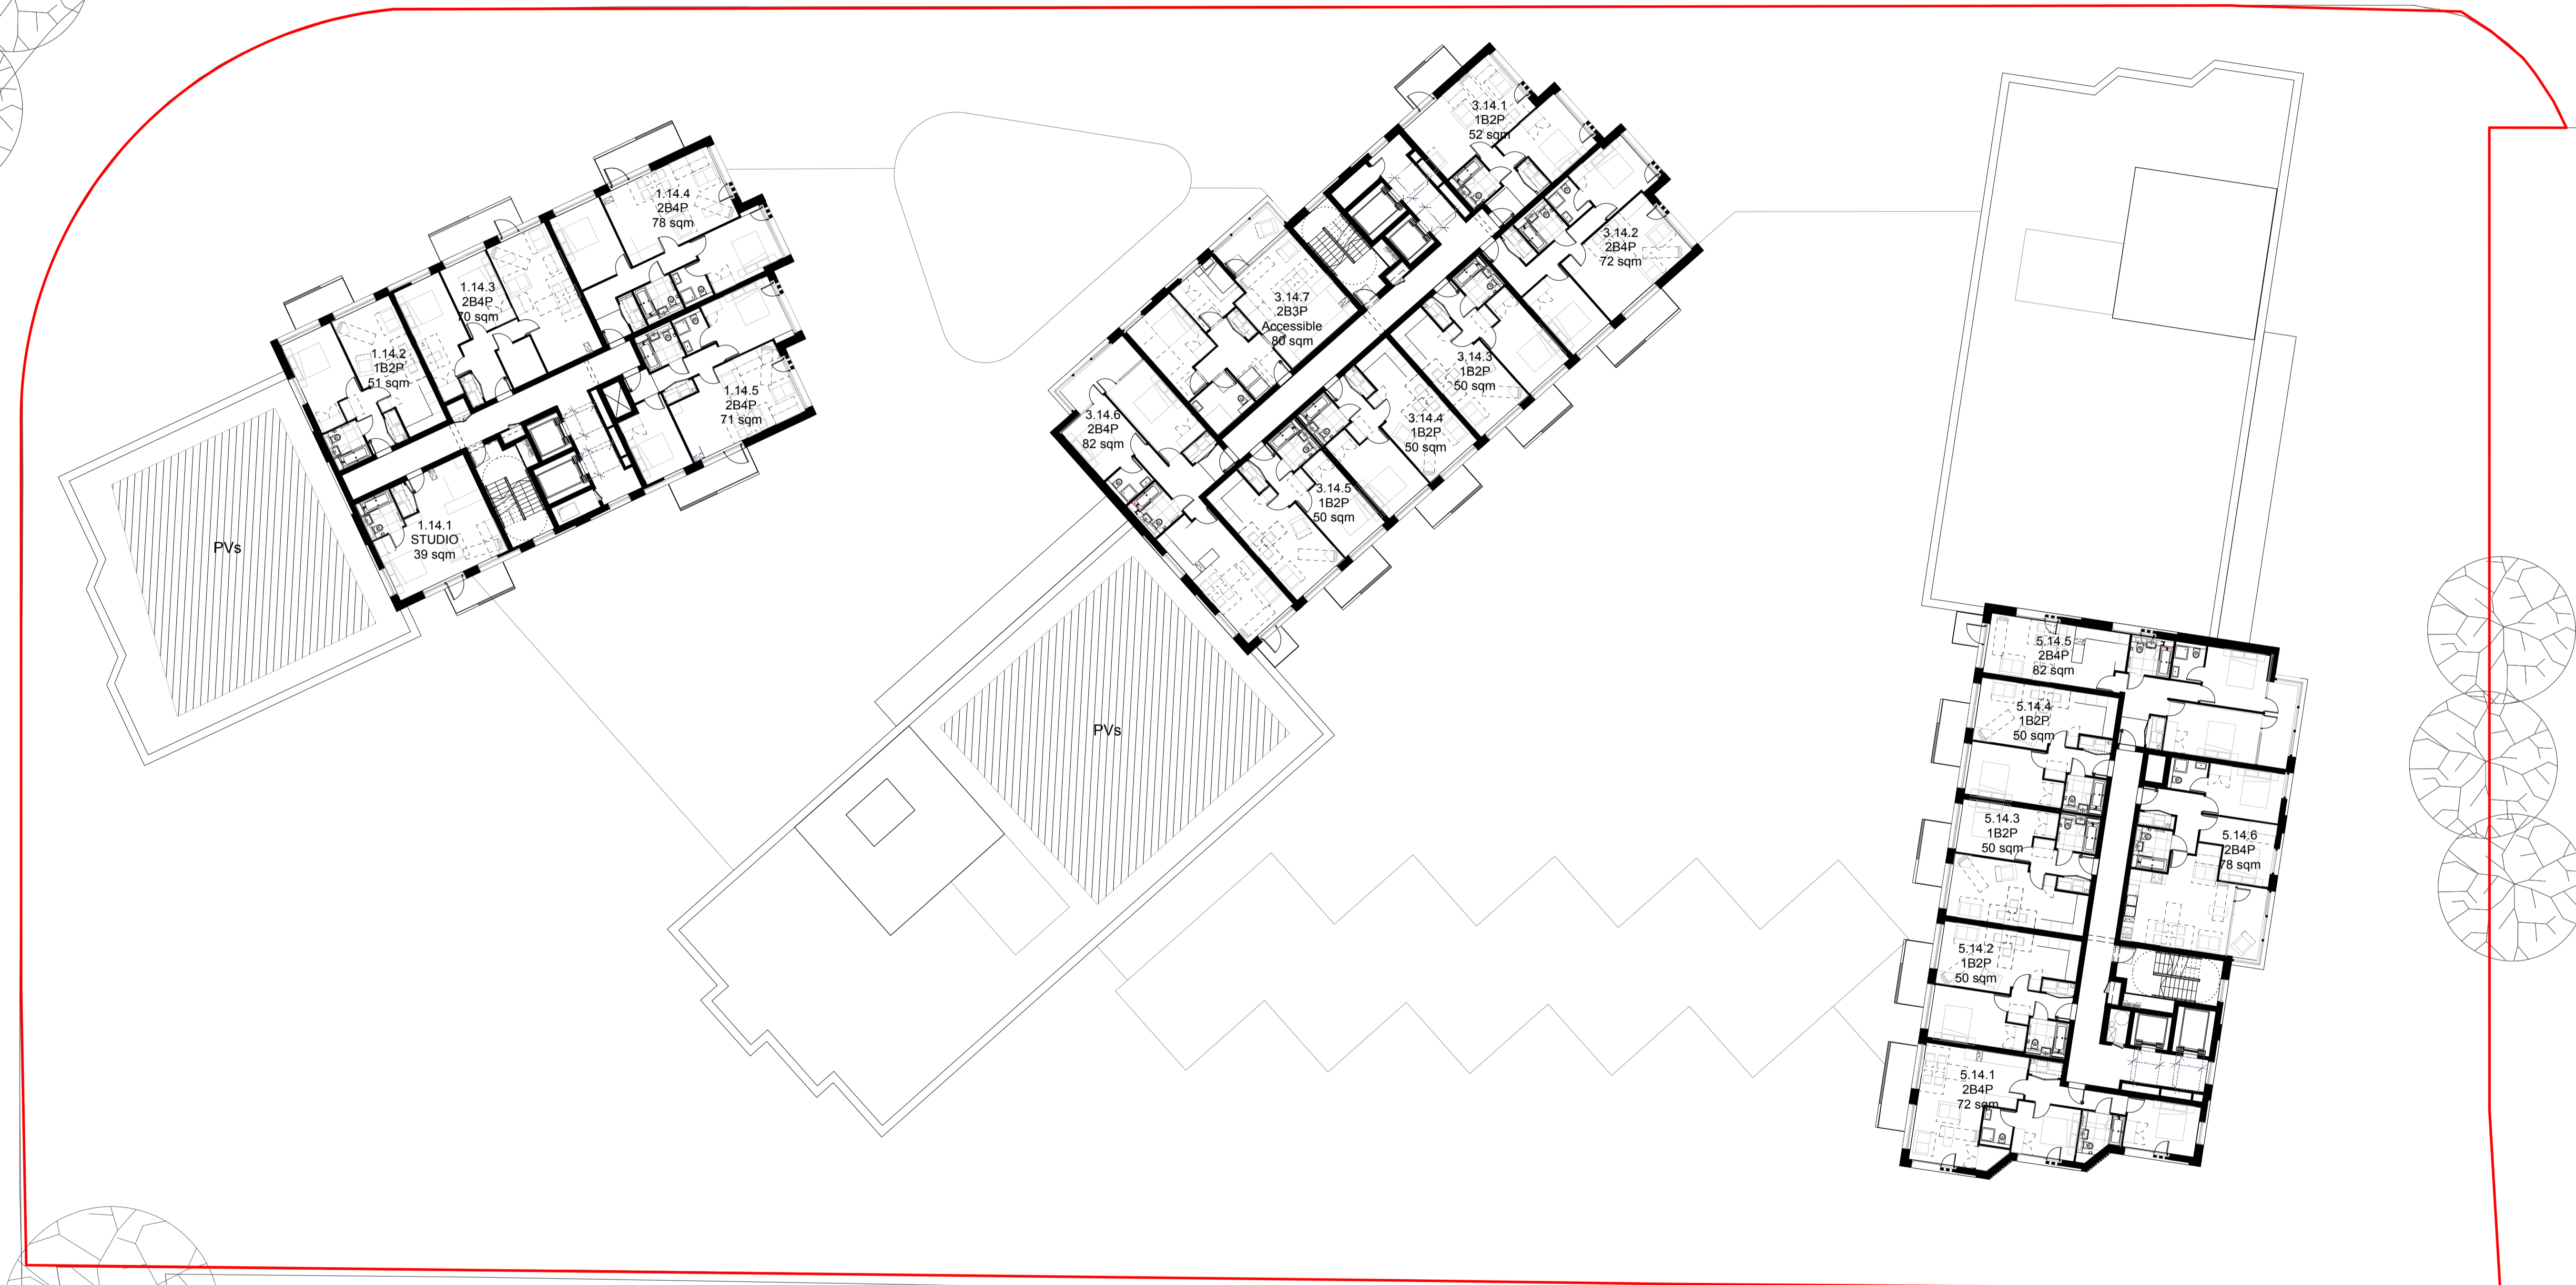 1.14.4
2B4P
78 sqm
1.14.3
2B4P
70 sqm
1.14.2
1B2P
51 sqm
1.14.5
2B4P
71 sqm
1.14.1
STUDIO
39 sqm
PVs
3.14.1
1B2P
52 sqm
3.14.2
2B4P
72 sqm
3.14.7
2B3P
Accessible
80 sqm
3.14.3
1B2P
50 sqm
3.14.6
2B4P
82 sqm
3.14.4
1B2P
50 sqm
3.14.5
1B2P
50 sqm
PVs
5.14.5
2B4P
82 sqm
5.14.4
1B2P
50 sqm
5.14.3
1B2P
50 sqm
5.14.6
2B4P
78 sqm
5.14.2
1B2P
50 sqm
5.14.1
2B4P
72 sqm